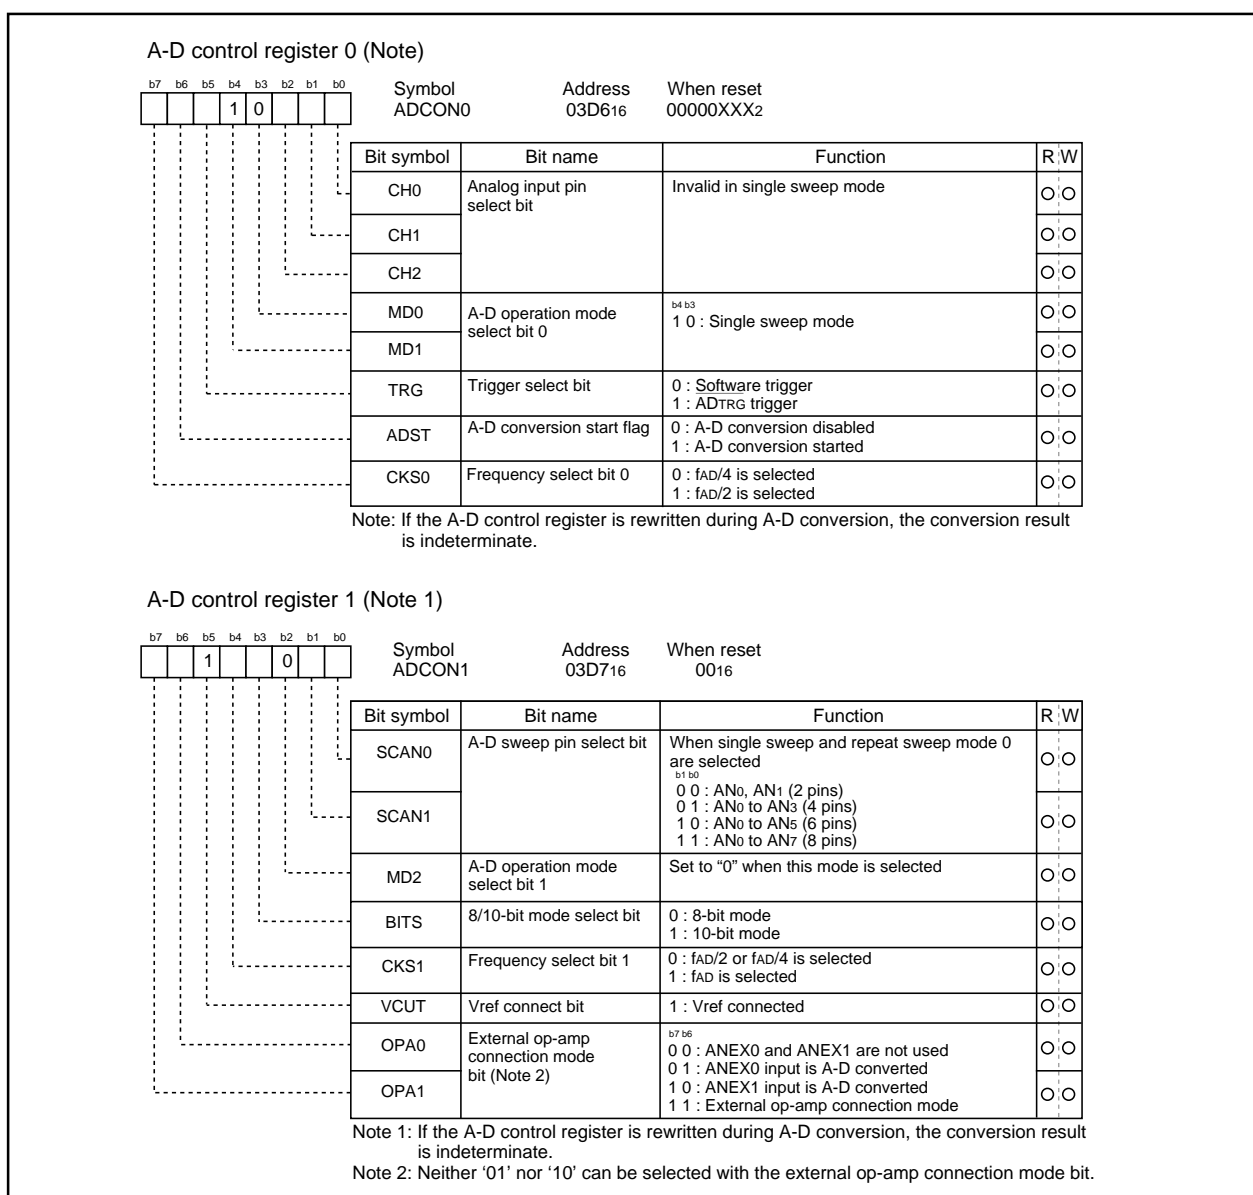 A-D control register 0 (Note)
b7 b6 b5 b4 b3 b2 b1 b0
1 0
Symbol Address When reset
ADCON0 03D616 00000XXX2
Bit symbol Bit name Function R W
CH0 Analog input pin select bit Invalid in single sweep mode
CH1
CH2
MD0 A-D operation mode select bit 0 b4 b3
1 0 : Single sweep mode
MD1
TRG Trigger select bit 0 : Software trigger
1 : ADTRG trigger
ADST A-D conversion start flag 0 : A-D conversion disabled
1 : A-D conversion started
CKS0 Frequency select bit 0 0 : fAD/4 is selected
1 : fAD/2 is selected
Note: If the A-D control register is rewritten during A-D conversion, the conversion result
is indeterminate.
A-D control register 1 (Note 1)
b7 b6 b5 b4 b3 b2 b1 b0
1 0
Symbol Address When reset
ADCON1 03D716 0016
Bit symbol Bit name Function R W
SCAN0 A-D sweep pin select bit When single sweep and repeat sweep mode 0
are selected
b1 b0
0 0 : AN0, AN1 (2 pins)
0 1 : AN0 to AN3 (4 pins)
SCAN1 1 0 : AN0 to AN5 (6 pins)
1 1 : AN0 to AN7 (8 pins)
MD2 A-D operation mode select bit 1 Set to “0” when this mode is selected
BITS 8/10-bit mode select bit 0 : 8-bit mode
1 : 10-bit mode
CKS1 Frequency select bit 1 0 : fAD/2 or fAD/4 is selected
1 : fAD is selected
VCUT Vref connect bit 1 : Vref connected
OPA0 External op-amp connection mode bit (Note 2) b7 b6
0 0 : ANEX0 and ANEX1 are not used
0 1 : ANEX0 input is A-D converted
OPA1 1 0 : ANEX1 input is A-D converted
1 1 : External op-amp connection mode
Note 1: If the A-D control register is rewritten during A-D conversion, the conversion result
is indeterminate.
Note 2: Neither ‘01’ nor ‘10’ can be selected with the external op-amp connection mode bit.